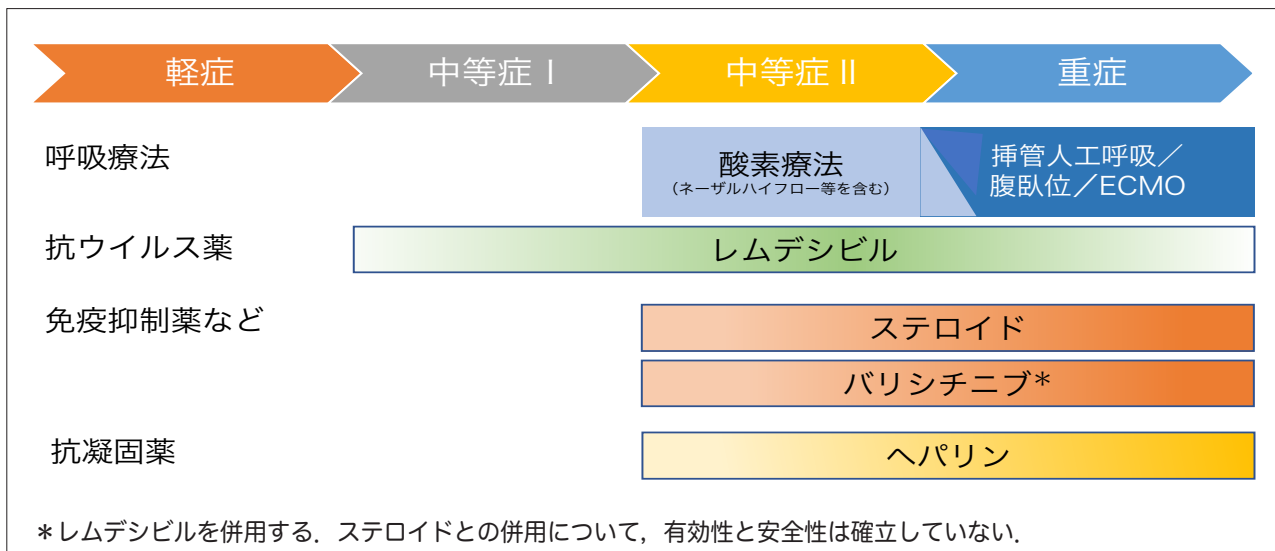 軽症
中等症Ⅰ
中等症Ⅱ
重症
呼吸療法
酸素療法
（ネーザルハイフロー等を含む）
挿管人工呼吸／
腹臥位／ECMO
抗ウイルス薬
レムデシビル
免疫抑制薬など
ステロイド
バリシチニブ*
抗凝固薬
ヘパリン
*レムデシビルを併用する．ステロイドとの併用について，有効性と安全性は確立していない．